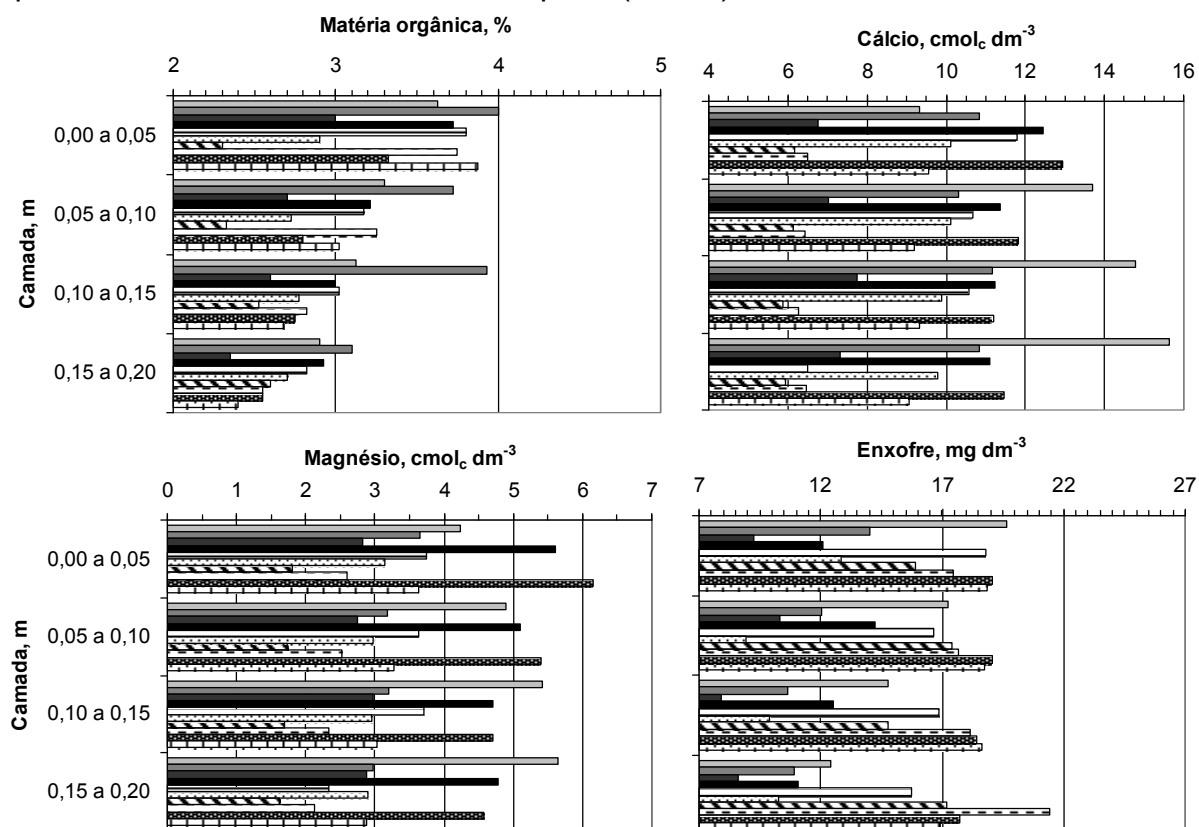 Matéria orgânica, %
2 3 4 5
Camada, m
0,00 a 0,05
0,05 a 0,10
0,10 a 0,15
0,15 a 0,20
Cálcio, cmolc dm-3
4 6 8 10 12 14 16
Magnésio, cmolc dm-3
0 1 2 3 4 5 6 7
Camada, m
0,00 a 0,05
0,05 a 0,10
0,10 a 0,15
0,15 a 0,20
Enxofre, mg dm-3
7 12 17 22 27